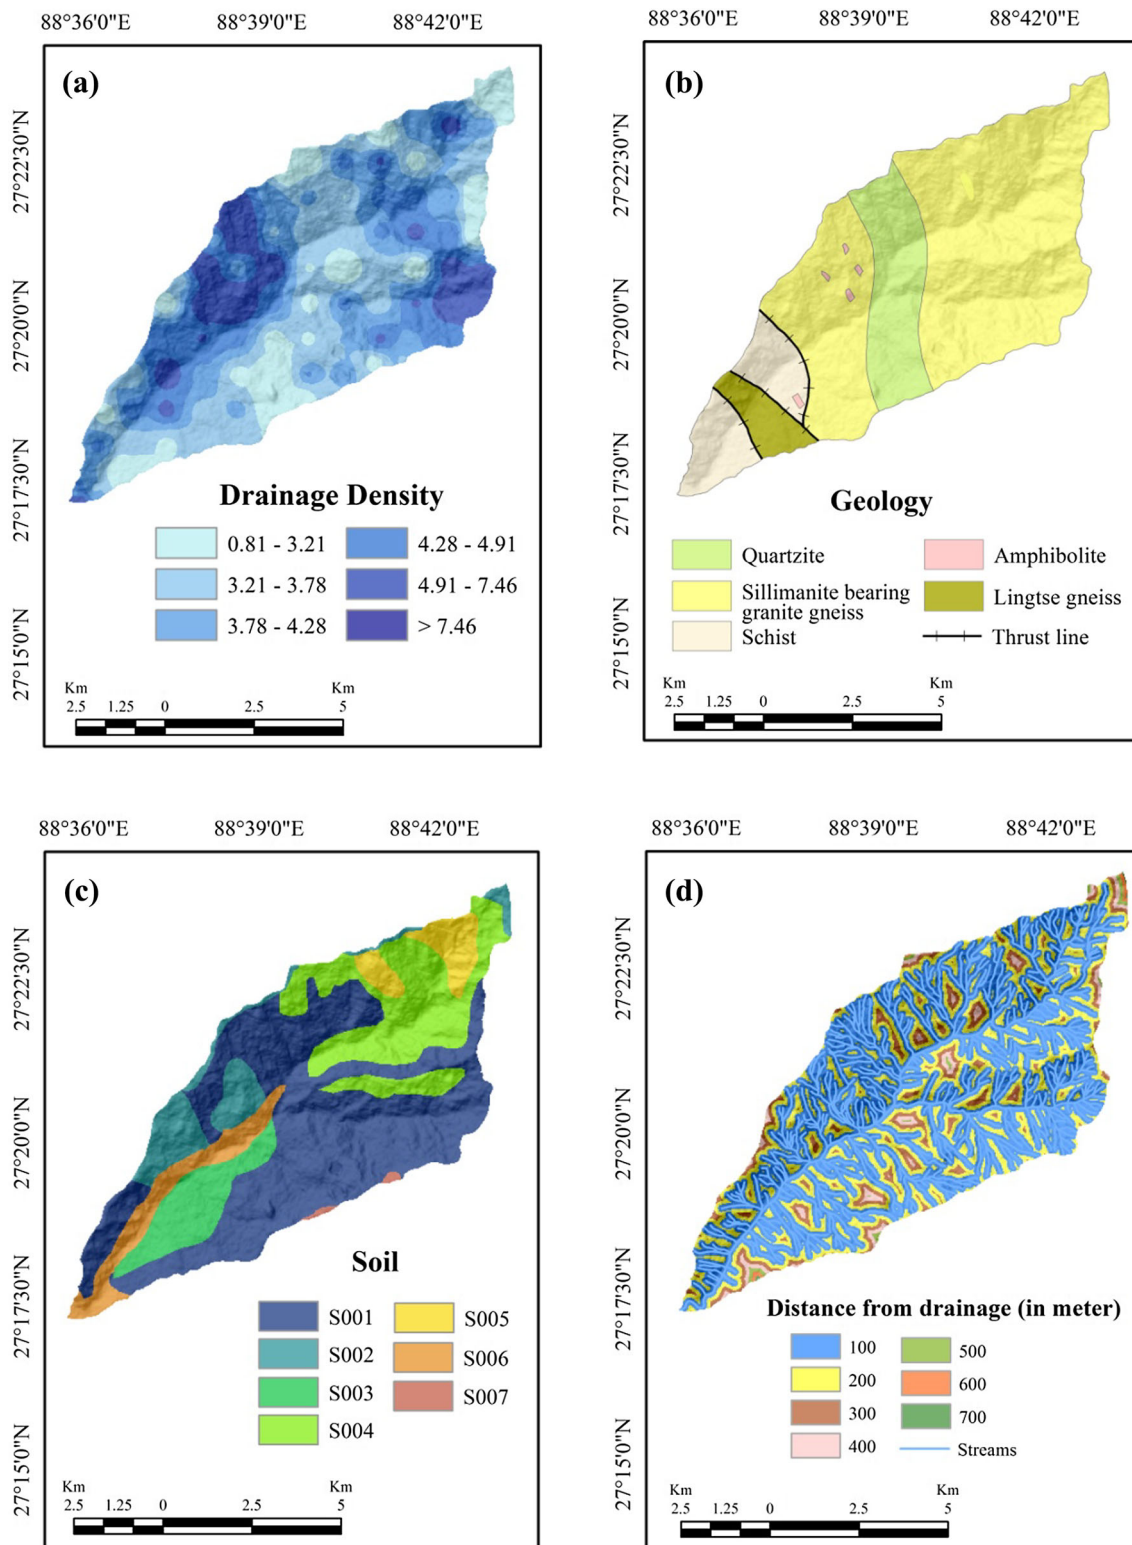 88°36'0"E 88°39'0"E 88°42'0"E
(a)
27°22'30"N
27°20'0"N
27°17'30"N
27°15'0"N
Drainage Density
0.81 - 3.21
4.28 - 4.91
3.21 - 3.78
4.91 - 7.46
3.78 - 4.28
> 7.46
Km Km
2.5 1.25 0 2.5 5
88°36'0"E 88°39'0"E 88°42'0"E
(b)
27°22'30"N
27°20'0"N
27°17'30"N
27°15'0"N
Geology
Quartzite
Amphibolite
Sillimanite bearing
granite gneiss
Lingtse gneiss
Schist
Thrust line
Km Km
2.5 1.25 0 2.5 5
88°36'0"E 88°39'0"E 88°42'0"E
(c)
27°22'30"N
27°20'0"N
27°17'30"N
27°15'0"N
Soil
S001
S005
S002
S006
S003
S007
S004
Km Km
2.5 1.25 0 2.5 5
88°36'0"E 88°39'0"E 88°42'0"E
(d)
27°22'30"N
27°20'0"N
27°17'30"N
27°15'0"N
Distance from drainage (in meter)
100
500
200
600
300
700
400
Streams
Km Km
2.5 1.25 0 2.5 5